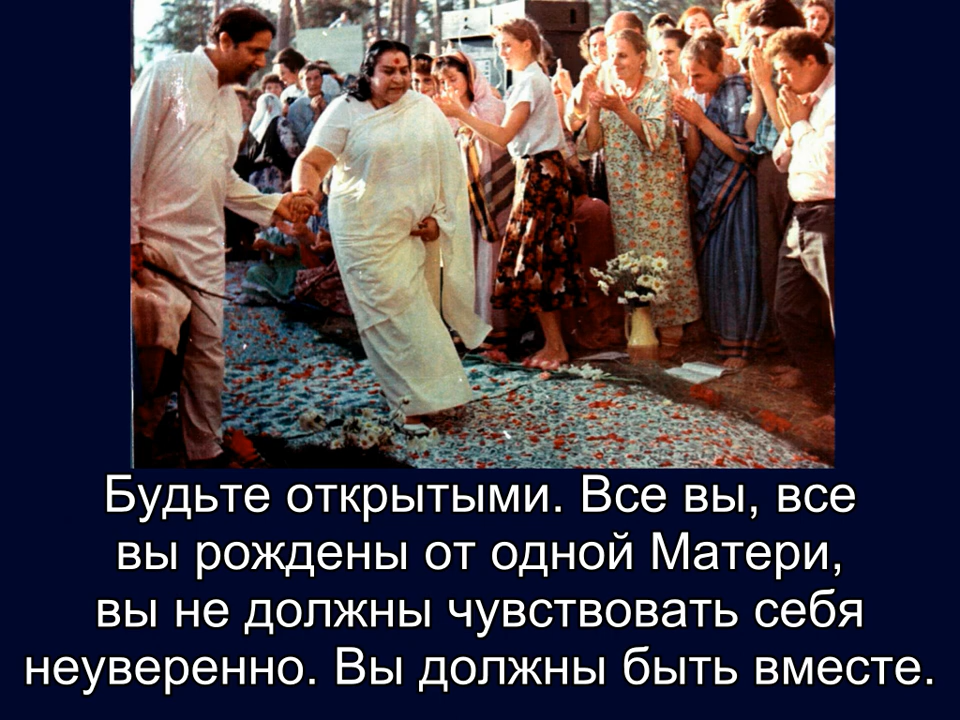 Будьте открытыми. Все вы, все
вы рождены от одной Матери,
вы не должны чувствовать себя
неуверенно. Вы должны быть вместе.